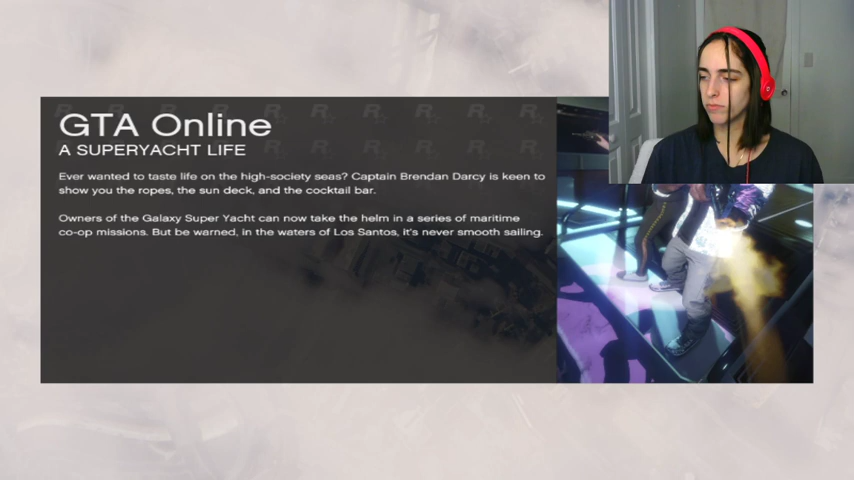 GTA Online
A SUPERYACHT LIFE
Ever wanted to taste life on the high-society seas? Captain Brendan Darcy is keen to
show you the ropes, the sun deck, and the cocktail bar.
Owners of the Galaxy Super Yacht can now take the helm in a series of maritime
co-op missions. But be warned, in the waters of Los Santos, it's never smooth sailing.